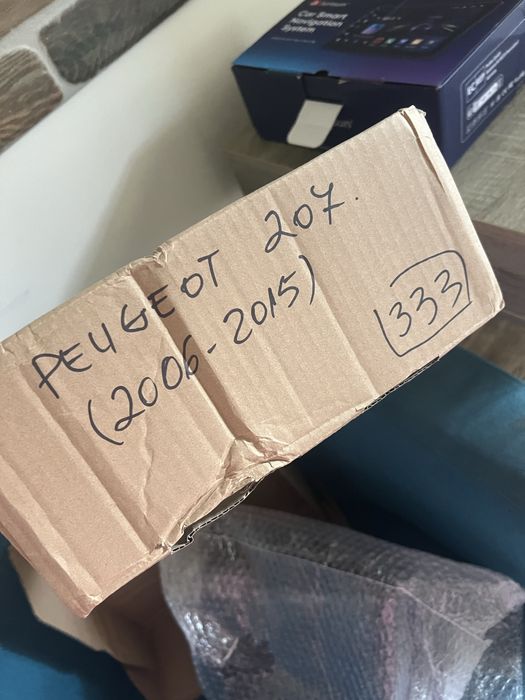 Car Smart
Navigation
System
PEUGEOT 207.
(2006-2015)
333